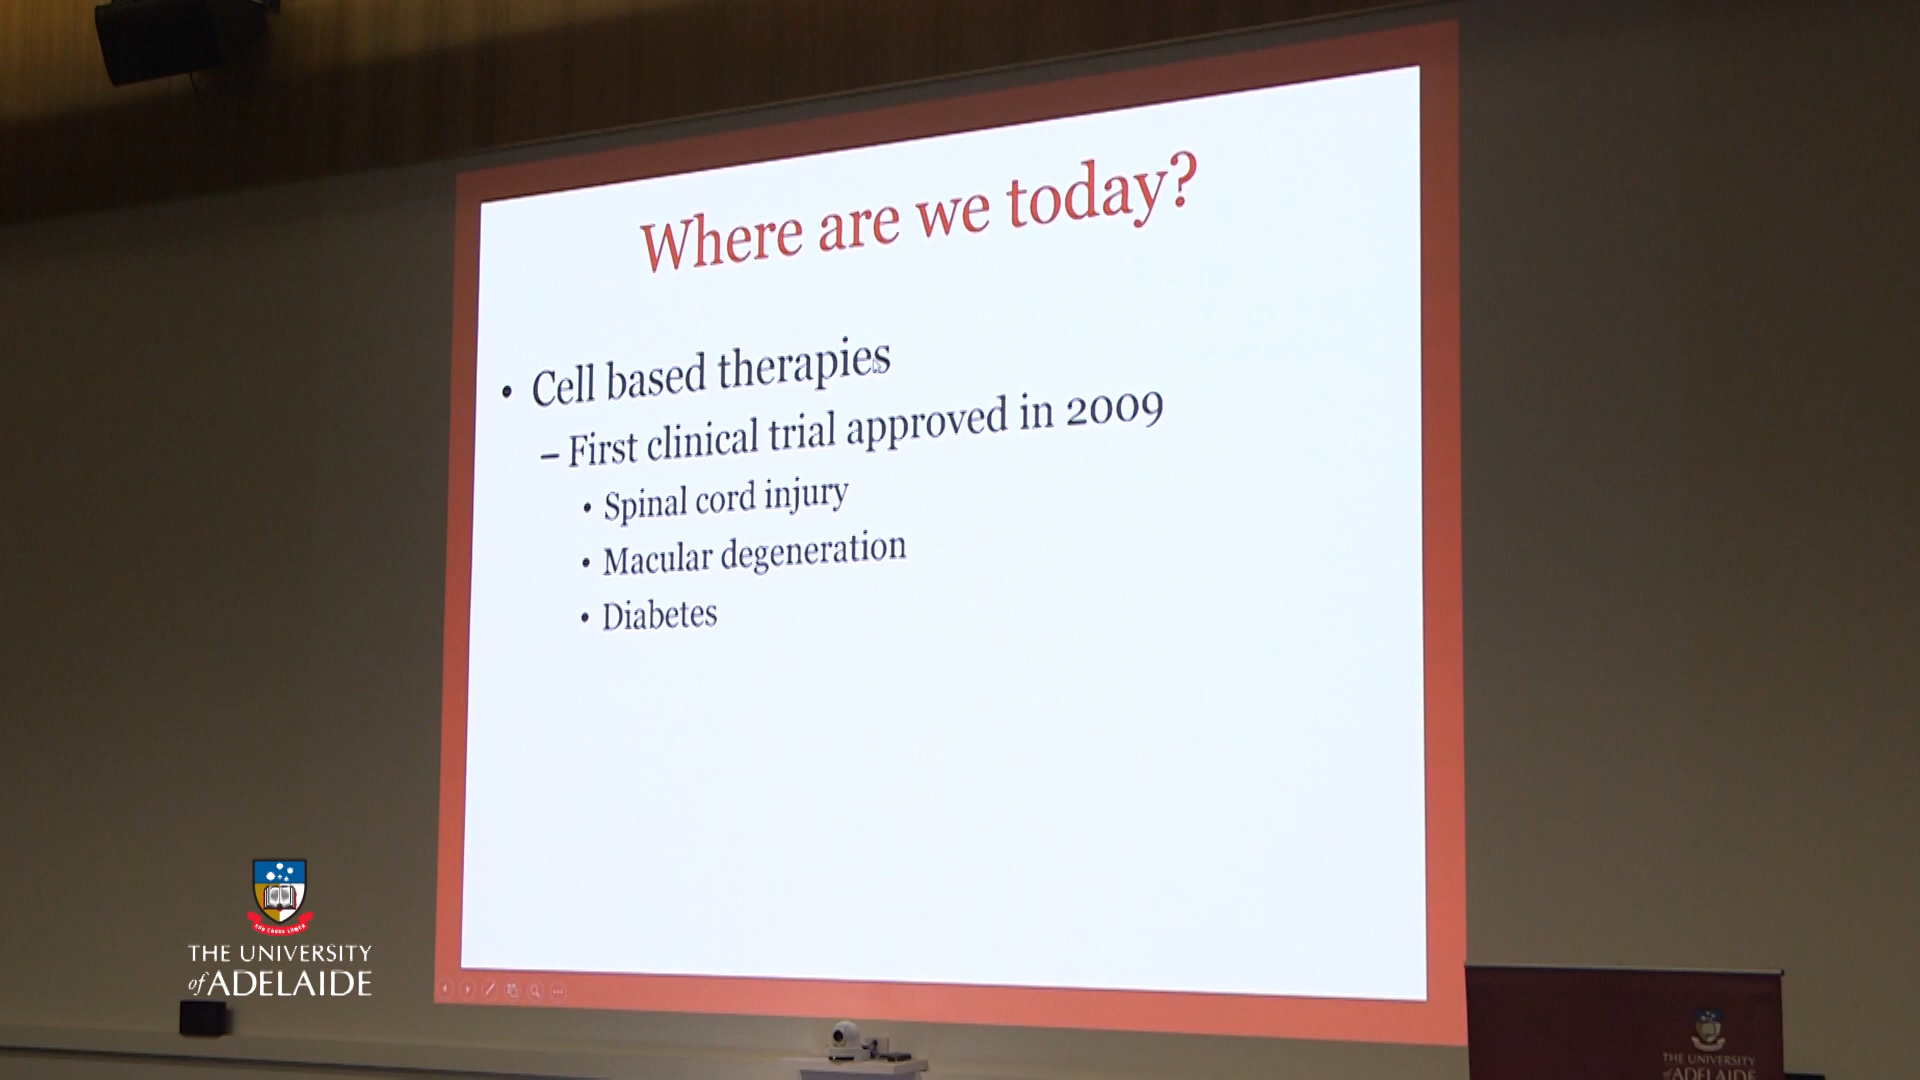 Where are we today?
• Cell based therapies
– First clinical trial approved in 2009
• Spinal cord injury
• Macular degeneration
• Diabetes
THE UNIVERSITY
of ADELAIDE
THE UNIVERSITY
of ADELAIDE